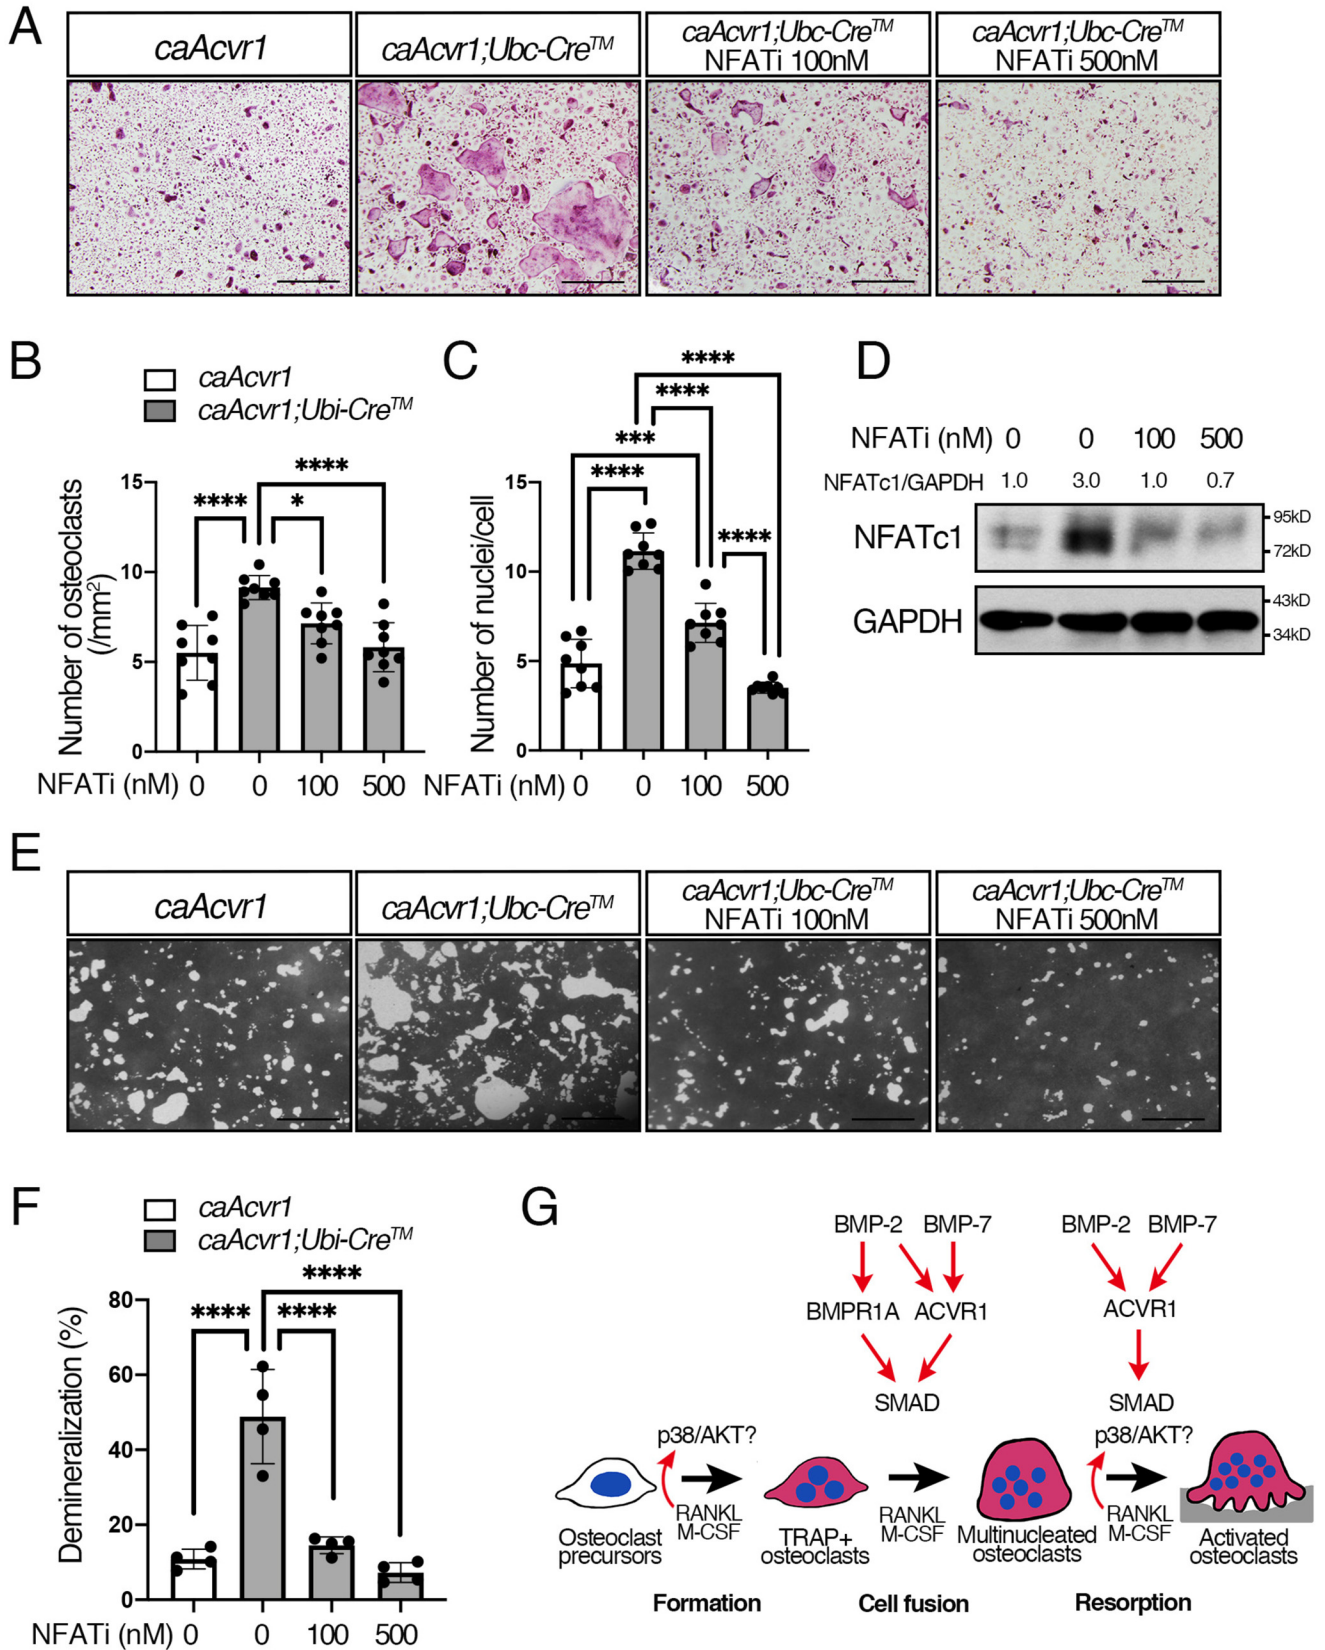 A
caAcvr1
caAcvr1;Ubc-CreTM
caAcvr1;Ubc-CreTM
NFATi 100nM
caAcvr1;Ubc-CreTM
NFATi 500nM
B
caAcvr1
caAcvr1;Ubi-CreTM
****
****
*
Number of osteoclasts
(/mm2)
15
10
5
0
NFATi (nM) 0 0 100 500
C
****
****
***
****
****
Number of nuclei/cell
15
10
5
0
NFATi (nM) 0 0 100 500
D
NFATi (nM) 0 0 100 500
NFATc1/GAPDH 1.0 3.0 1.0 0.7
NFATc1
95kD
72kD
GAPDH
43kD
34kD
E
caAcvr1
caAcvr1;Ubc-CreTM
caAcvr1;Ubc-CreTM
NFATi 100nM
caAcvr1;Ubc-CreTM
NFATi 500nM
F
caAcvr1
caAcvr1;Ubi-CreTM
****
**** ****
Demineralization (%)
80
60
40
20
0
NFATi (nM) 0 0 100 500
G
BMP-2 BMP-7 BMP-2 BMP-7
BMPR1A ACVR1 ACVR1
SMAD SMAD
p38/AKT? p38/AKT?
RANKL
M-CSF
RANKL
M-CSF
RANKL
M-CSF
Osteoclast
precursors
TRAP+
osteoclasts
Multinucleated
osteoclasts
Activated
osteoclasts
Formation Cell fusion Resorption